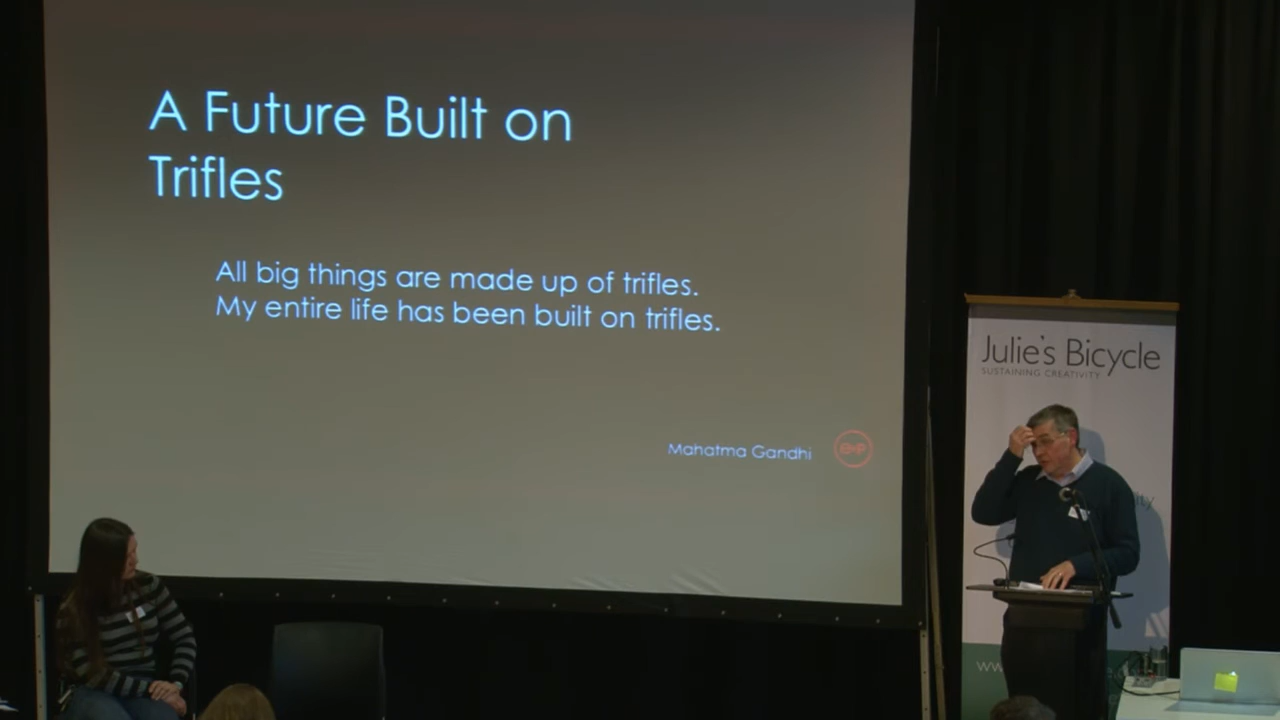 A Future Built on
Trifles
All big things are made up of trifles.
My entire life has been built on trifles.
Mahatma Gandhi
Julie's Bicycle
SUSTAINING CREATIVITY